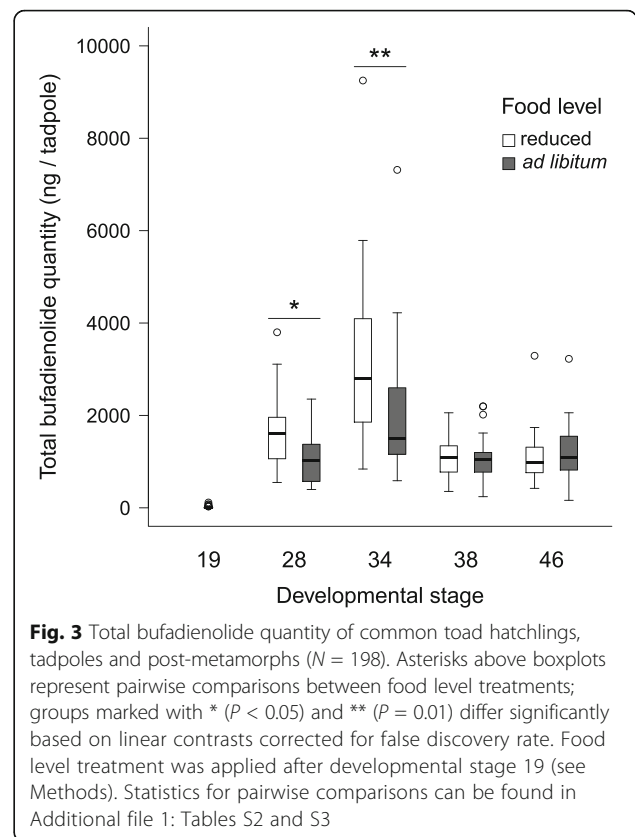 Total bufadienolide quantity (ng / tadpole)
10000
8000
6000
4000
2000
0
*
**
Food level
reduced
ad libitum
19 28 34 38 46
Developmental stage
Fig. 3 Total bufadienolide quantity of common toad hatchlings,
tadpoles and post-metamorphs (N = 198). Asterisks above boxplots
represent pairwise comparisons between food level treatments;
groups marked with * (P < 0.05) and ** (P = 0.01) differ significantly
based on linear contrasts corrected for false discovery rate. Food
level treatment was applied after developmental stage 19 (see
Methods). Statistics for pairwise comparisons can be found in
Additional file 1: Tables S2 and S3